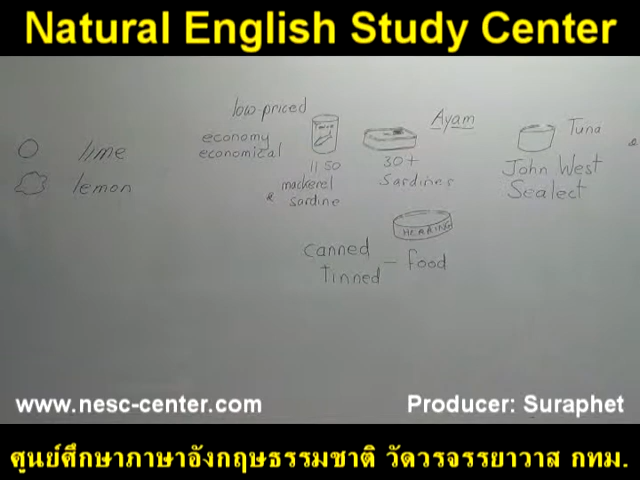 Natural English Study Center
low-priced
economy
economical
lime
lemon
11 50
mackerel
& sardine
Ayam
30+
Sardines
Tuna
John West
Sealect
HEARING
canned
tinned
– food
www.nesc-center.com
Producer: Suraphet
ศูนย์ศึกษาภาษาอังกฤษธรรมชาติ วัดวรจรรยาวาส กทม.